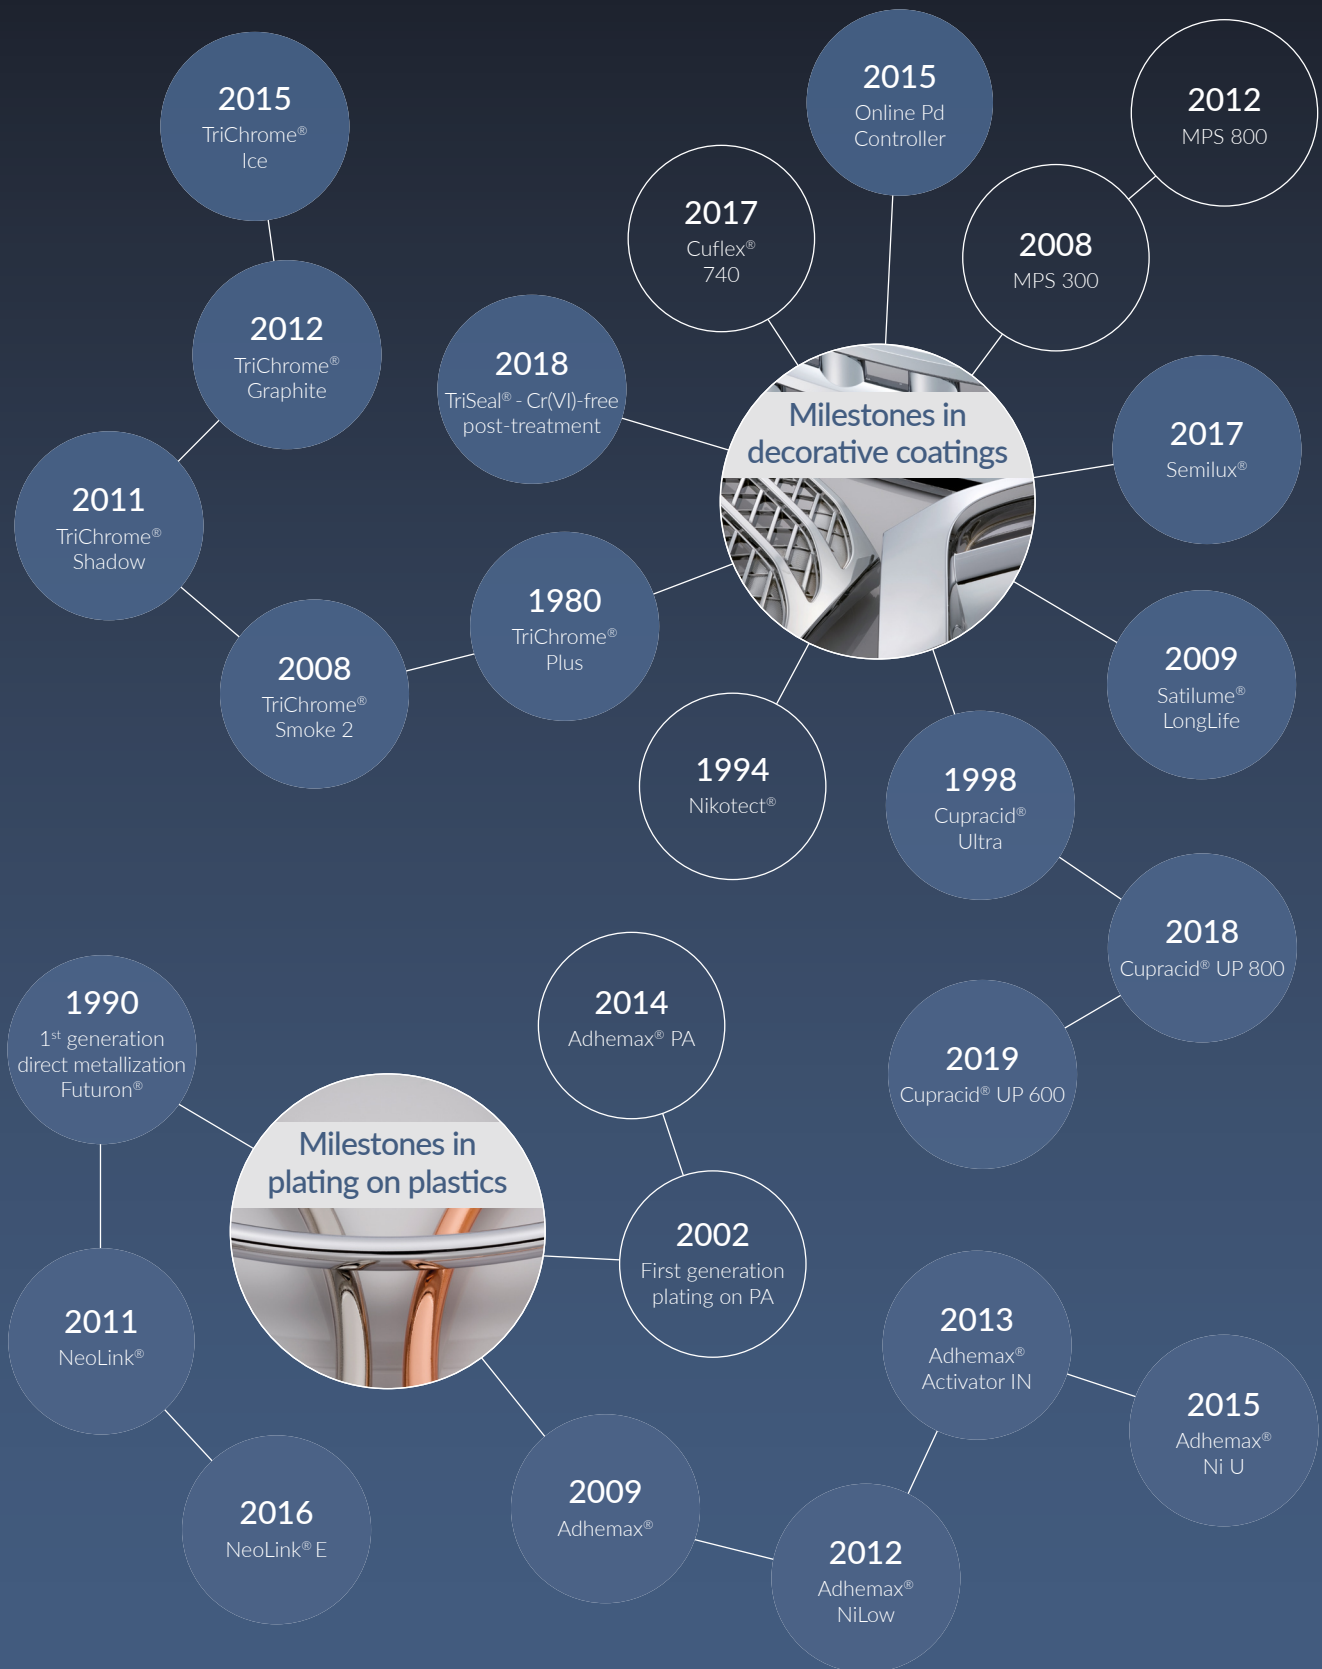 2015
TriChrome®
Ice
2015
Online Pd
Controller
2012
MPS 800
2017
Cuflex®
740
2008
MPS 300
2012
TriChrome®
Graphite
2018
TriSeal® - Cr(VI)-free
post-treatment
Milestones in
decorative coatings
2017
Semilux®
2011
TriChrome®
Shadow
1980
TriChrome®
Plus
2008
TriChrome®
Smoke 2
2009
Satilume®
LongLife
1994
Nikotect®
1998
Cupracid®
Ultra
2018
Cupracid® UP 800
2019
Cupracid® UP 600
1990
1st generation
direct metallization
Futuron®
2014
Adhemax® PA
Milestones in
plating on plastics
2002
First generation
plating on PA
2011
NeoLink®
2013
Adhemax®
Activator IN
2015
Adhemax®
Ni U
2016
NeoLink® E
2009
Adhemax®
2012
Adhemax®
NiLow